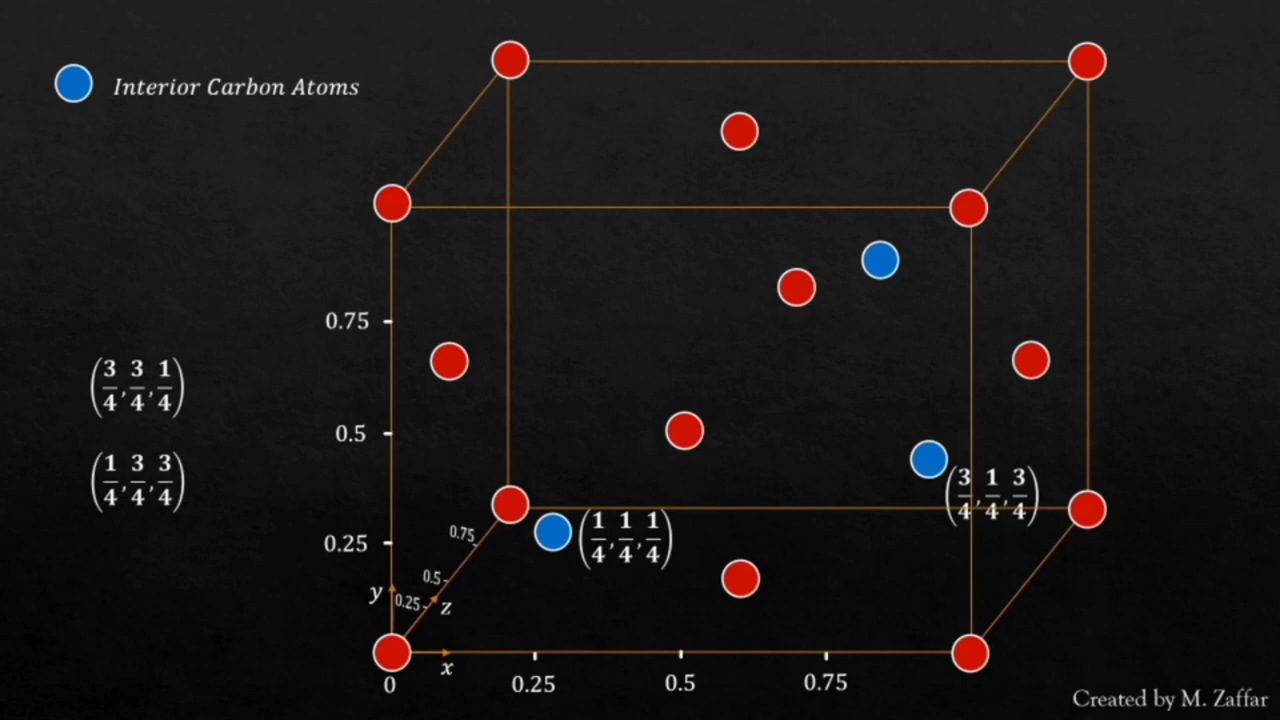 Interior Carbon Atoms
0.75
(3/4, 3/4, 1/4)
0.5
(1/4, 3/4, 3/4)
(3/4, 1/4, 3/4)
0.75
0.25
(1/4, 1/4, 1/4)
0.5
y
0.25
z
x
0
0.25
0.5
0.75
Created by M. Zaffar